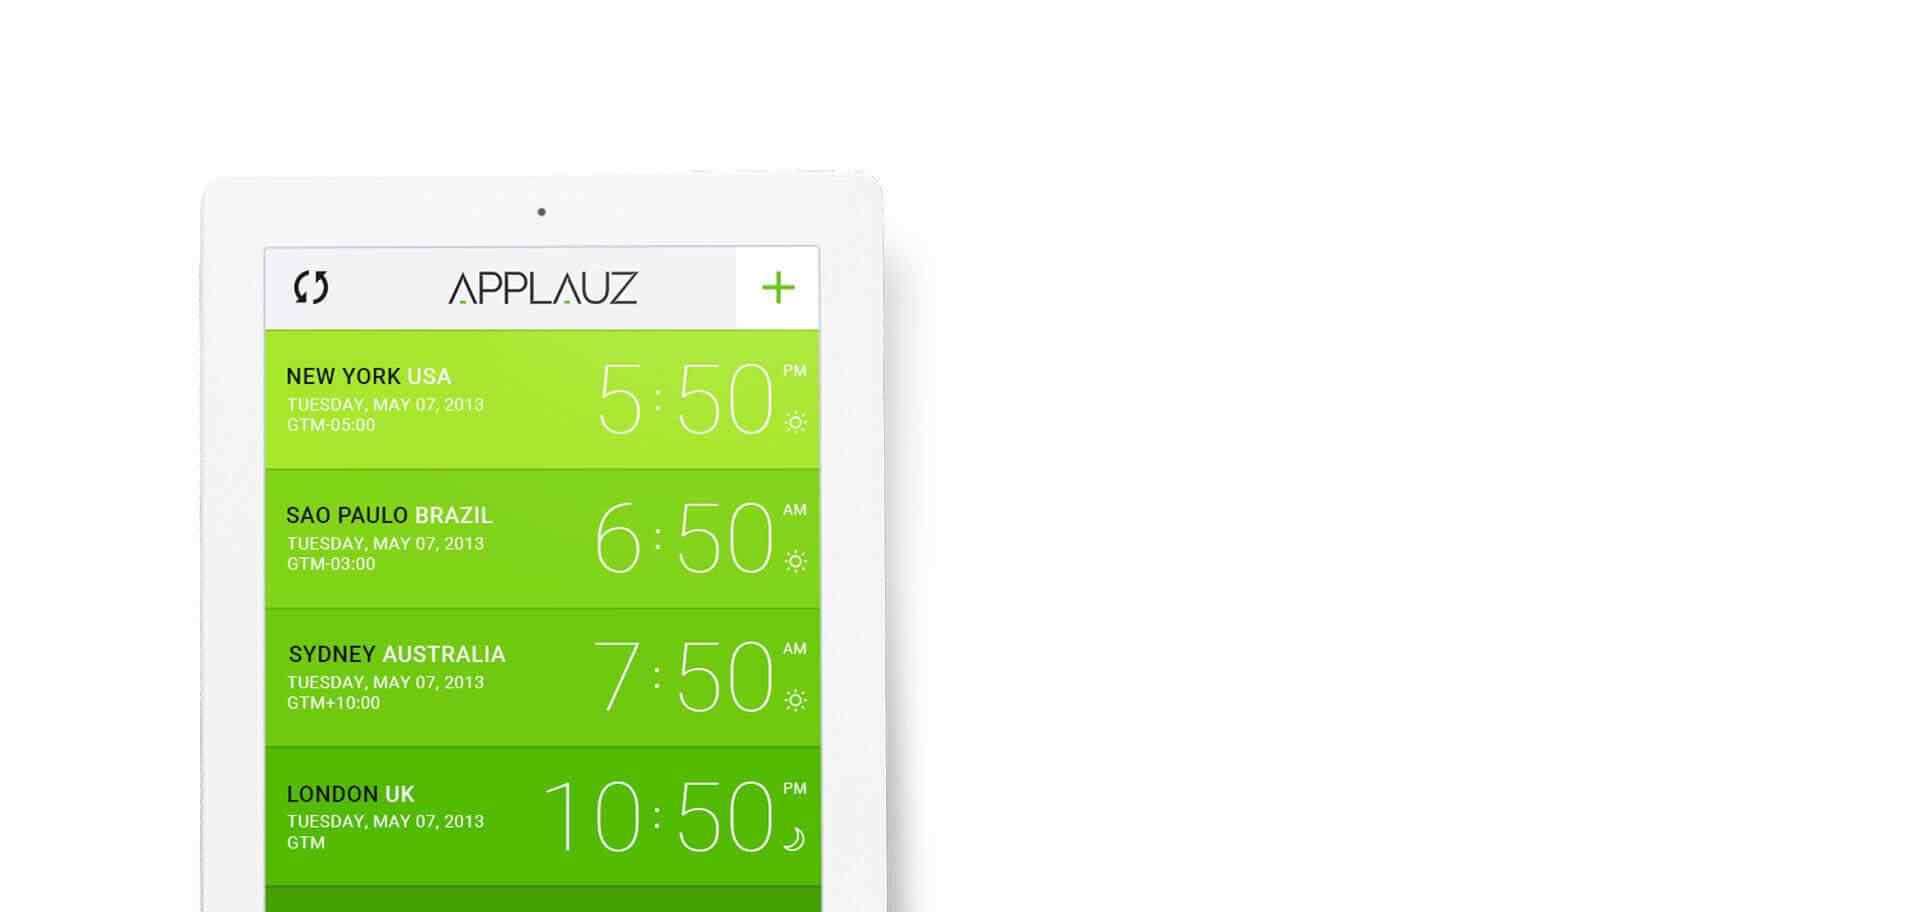 APPLAUZ
NEW YORK USA
TUESDAY, MAY 07, 2013
GTM-05:00
5:50 PM
SAO PAULO BRAZIL
TUESDAY, MAY 07, 2013
GTM-03:00
6:50 AM
SYDNEY AUSTRALIA
TUESDAY, MAY 07, 2013
GTM+10:00
7:50 AM
LONDON UK
TUESDAY, MAY 07, 2013
GTM
10:50 PM